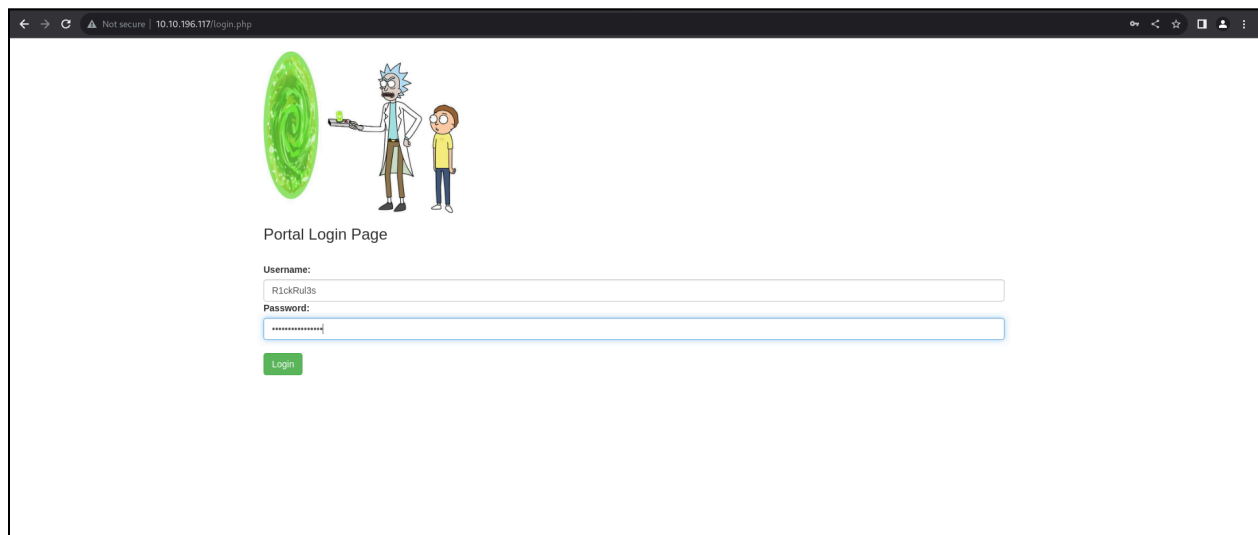 Not secure | 10.10.196.117/login.php
Portal Login Page
Username:
R1ckRul3s
Password:
•••••••••••••••
Login